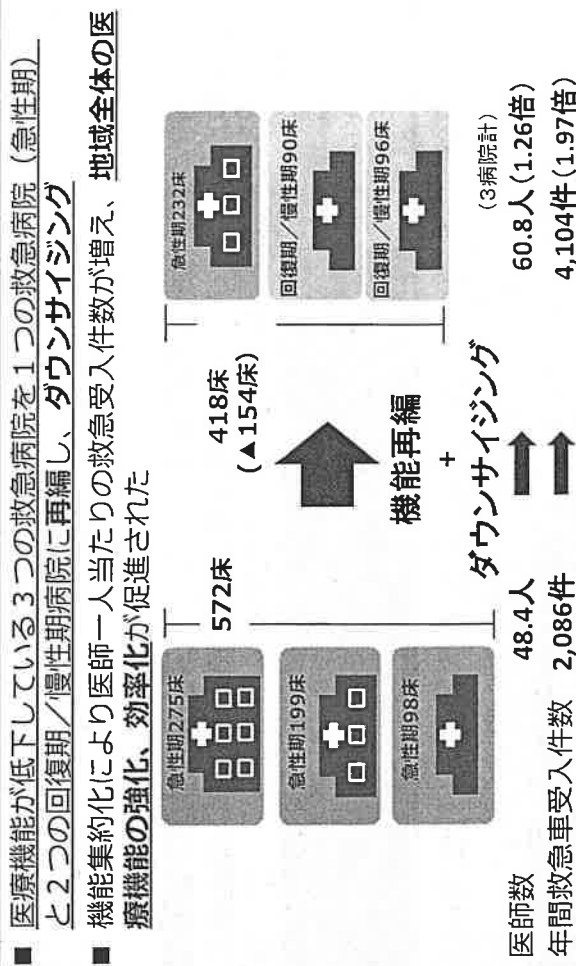 ■ 医療機能が低下している３つの救急病院を１つの救急病院（急性期）
と２つの回復期／慢性期病院に再編し、ダウンサイジング
■ 機能集約化により医師一人当たりの救急受入件数が増え、地域全体の医
療機能の強化、効率化が促進された
急性期275床
急性期199床
急性期98床
572床
418床
(▲154床)
機能再編
+
ダウンサイジング
急性期232床
回復期／慢性期90床
回復期／慢性期96床
(３病院計)
医師数 48.4人 60.8人(1.26倍)
年間救急車受入件数 2,086件 4,104件(1.97倍)